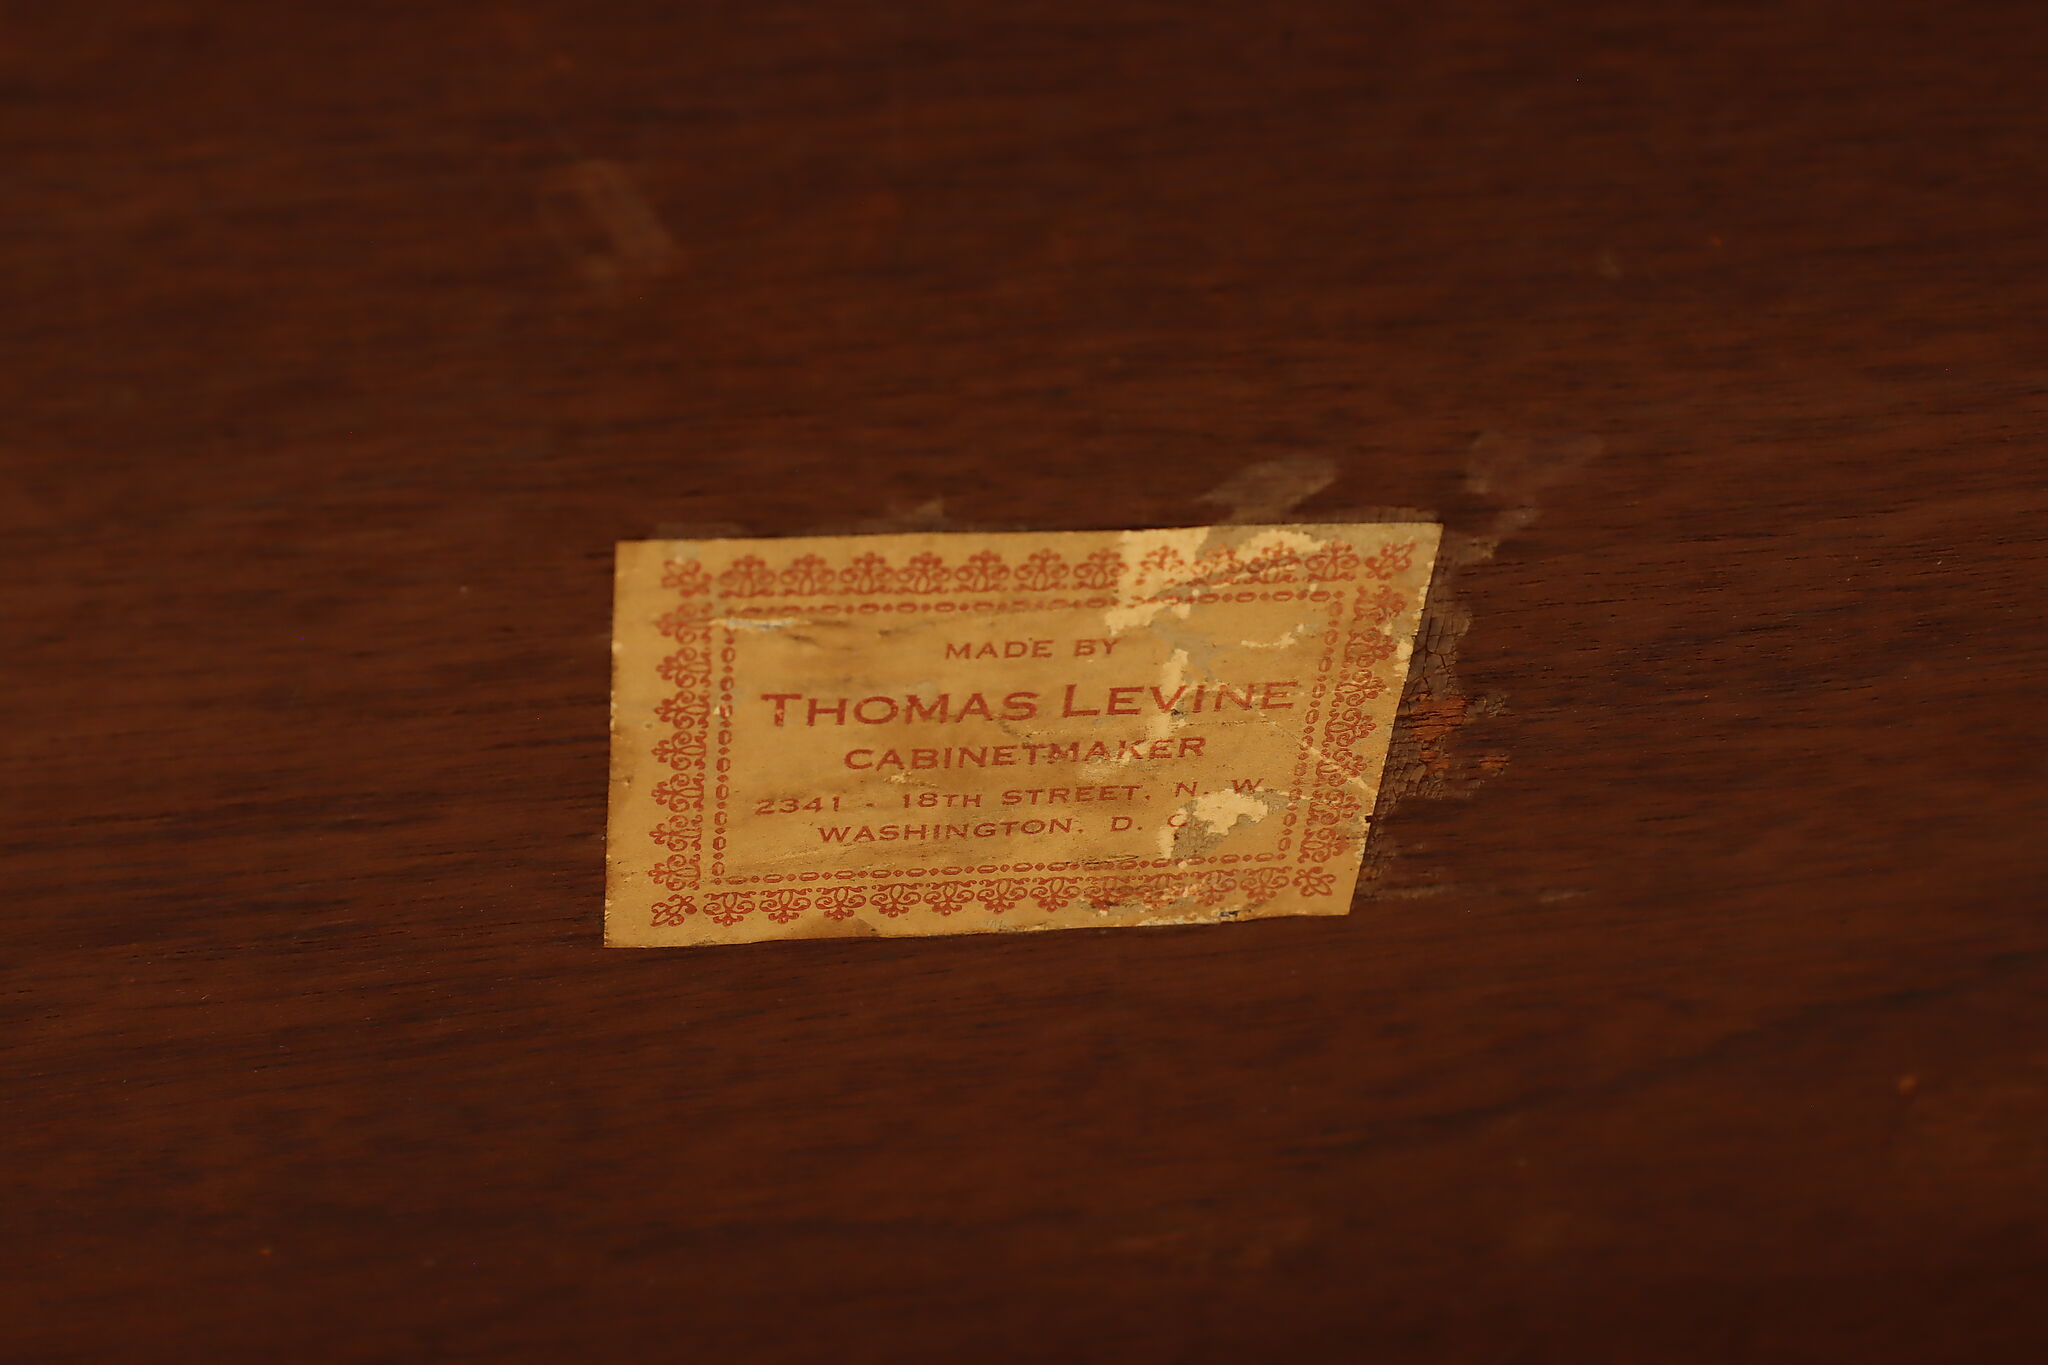 MADE BY
THOMAS LEVINE
CABINETMAKER
2341 - 18TH STREET, N. W.
WASHINGTON, D. C